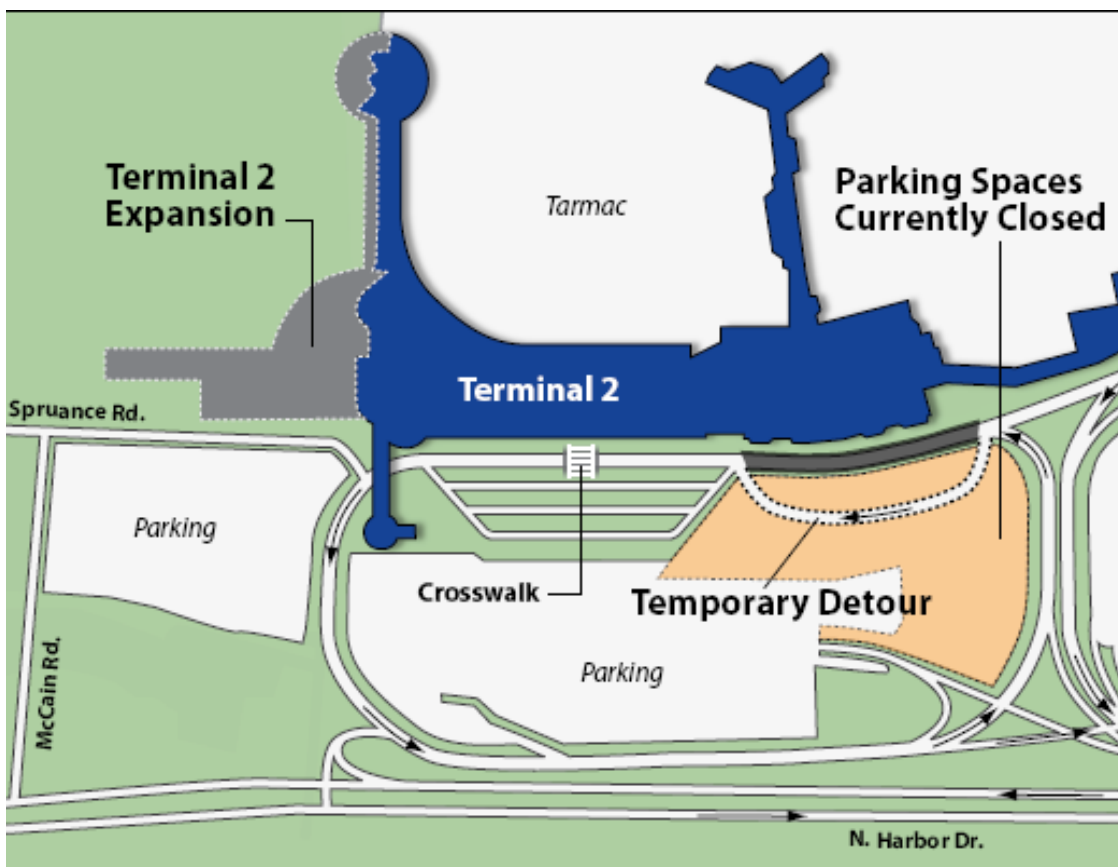 Terminal 2
Expansion
Tarmac
Parking Spaces
Currently Closed
Terminal 2
Spruance Rd.
Parking
Crosswalk
Temporary Detour
Parking
McCain Rd.
N. Harbor Dr.